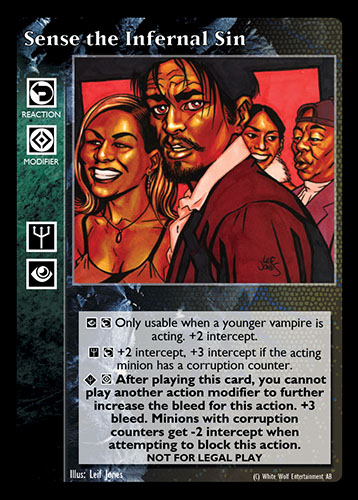 Sense the Infernal Sin
REACTION
MODIFIER
LEIF
JONES
Only usable when a younger vampire is
acting. +2 intercept.
+2 intercept, +3 intercept if the acting
minion has a corruption counter.
After playing this card, you cannot
play another action modifier to further
increase the bleed for this action. +3
bleed. Minions with corruption
counters get -2 intercept when
attempting to block this action.
NOT FOR LEGAL PLAY
Illus: Leif Jones
(C) White Wolf Entertainment AB